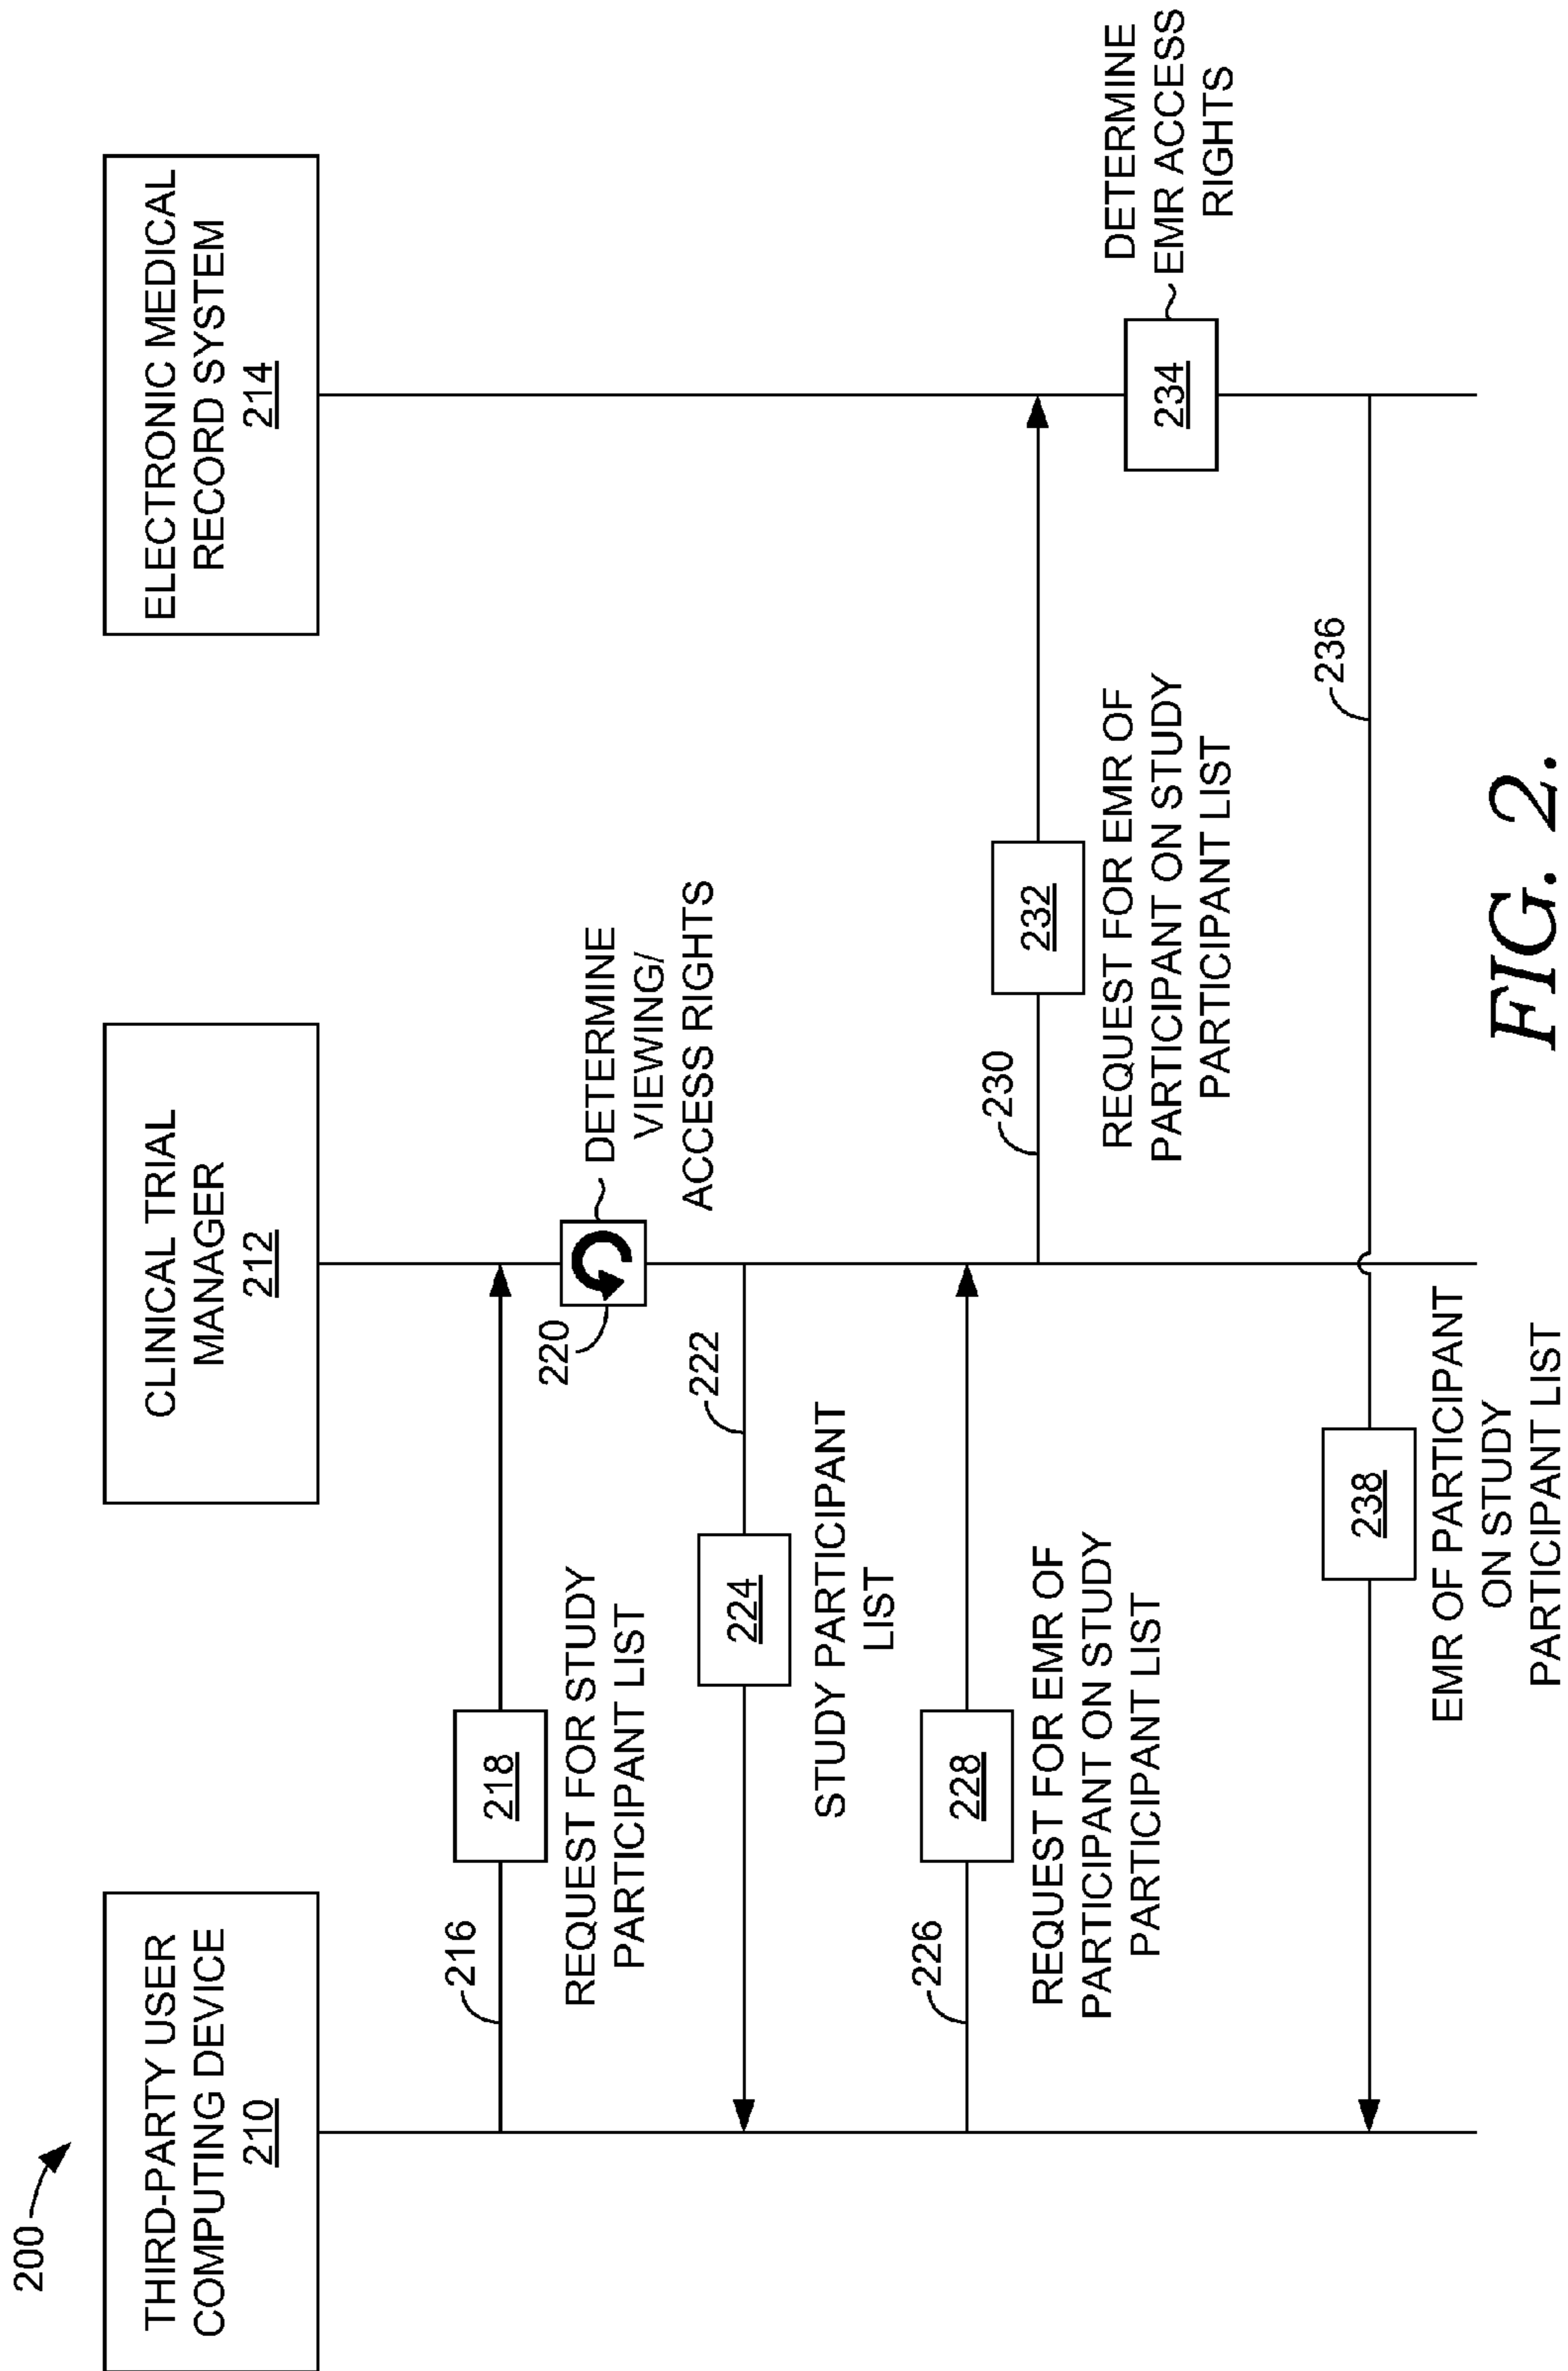 200
THIRD-PARTY USER
COMPUTING DEVICE
210
CLINICAL TRIAL
MANAGER
212
ELECTRONIC MEDICAL
RECORD SYSTEM
214
216
218
REQUEST FOR STUDY
PARTICIPANT LIST
220
DETERMINE
VIEWING/
ACCESS RIGHTS
222
224
STUDY PARTICIPANT
LIST
226
228
REQUEST FOR EMR OF
PARTICIPANT ON STUDY
PARTICIPANT LIST
230
232
REQUEST FOR EMR OF
PARTICIPANT ON STUDY
PARTICIPANT LIST
234
DETERMINE
EMR ACCESS
RIGHTS
236
238
EMR OF PARTICIPANT
ON STUDY
PARTICIPANT LIST
FIG. 2.